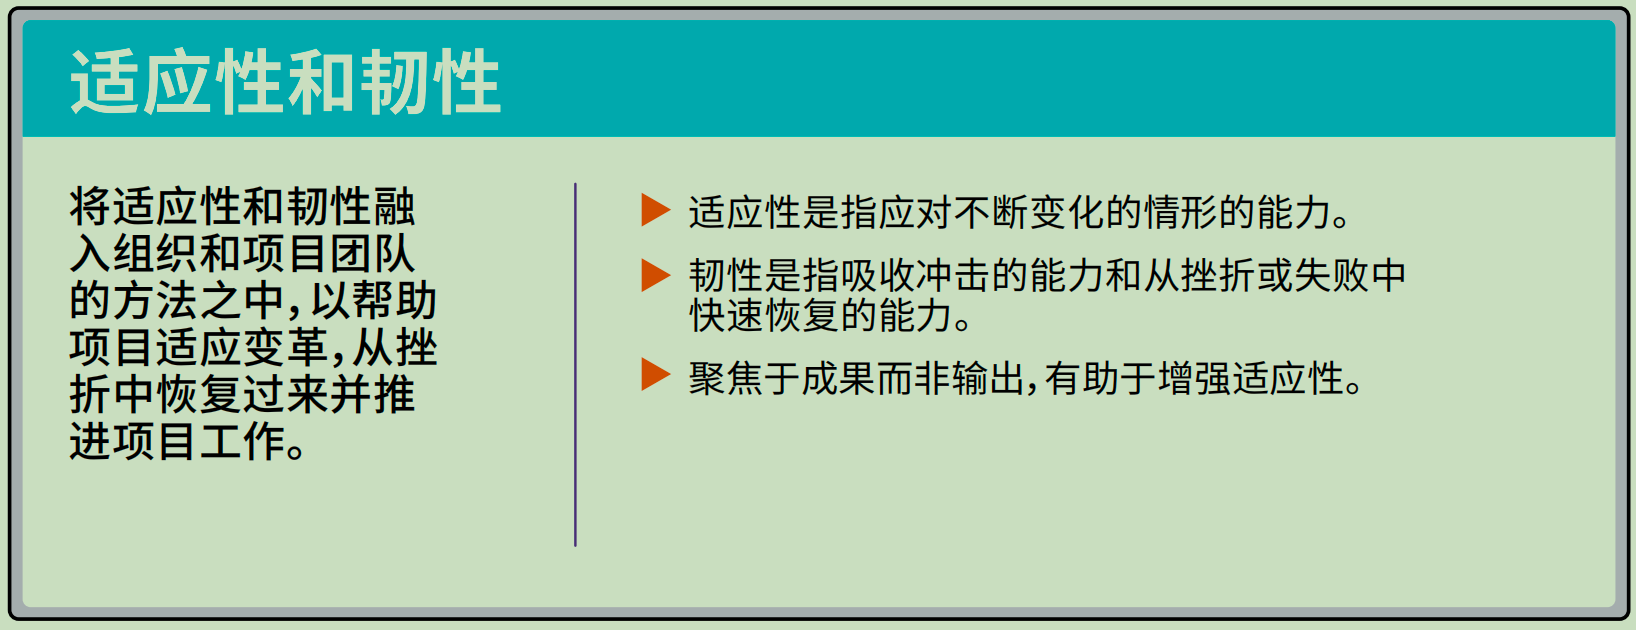 适应性和韧性
将适应性和韧性融
入组织和项目团队
的方法之中，以帮助
项目适应变革，从挫
折中恢复过来并推
进项目工作。
适应性是指应对不断变化的情形的能力。
韧性是指吸收冲击的能力和从挫折或失败中
快速恢复的能力。
聚焦于成果而非输出，有助于增强适应性。